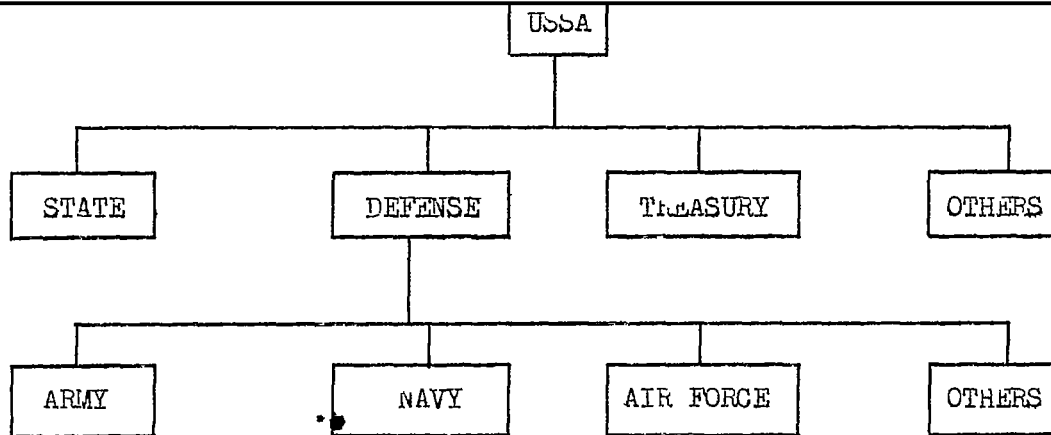 USSA
STATE DEFENSE TREASURY OTHERS
ARMY NAVY AIR FORCE OTHERS